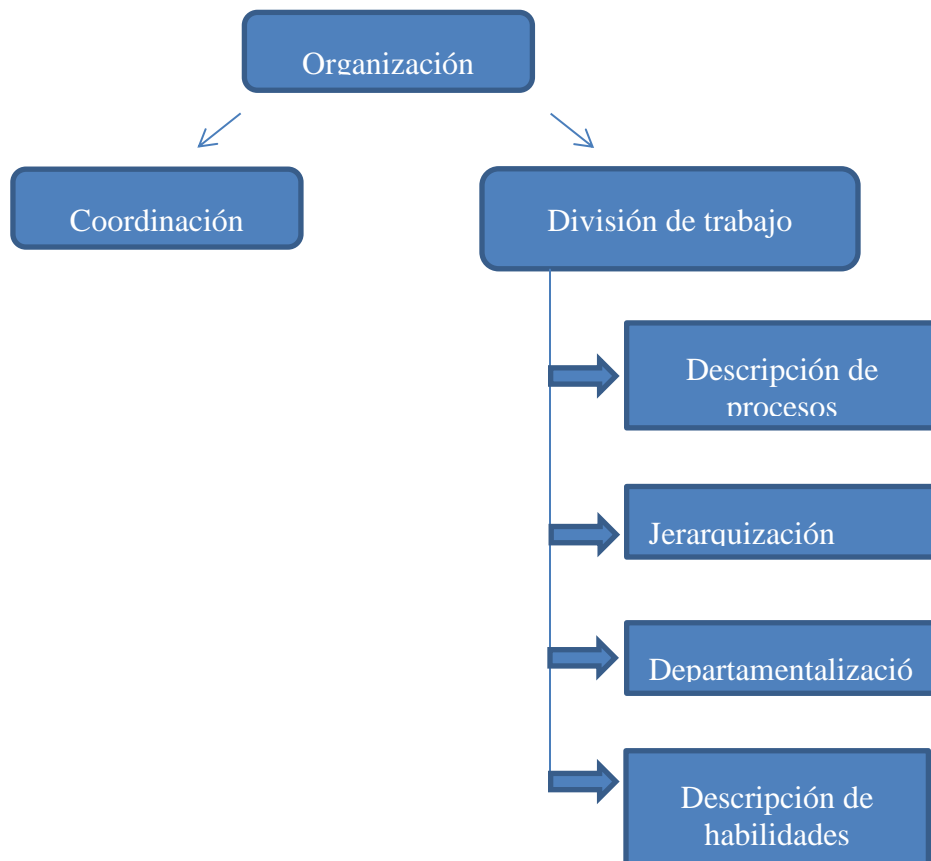 Organización
Coordinación
División de trabajo
Descripción de
procesos
Jerarquización
Departamentalizació
Descripción de
habilidades